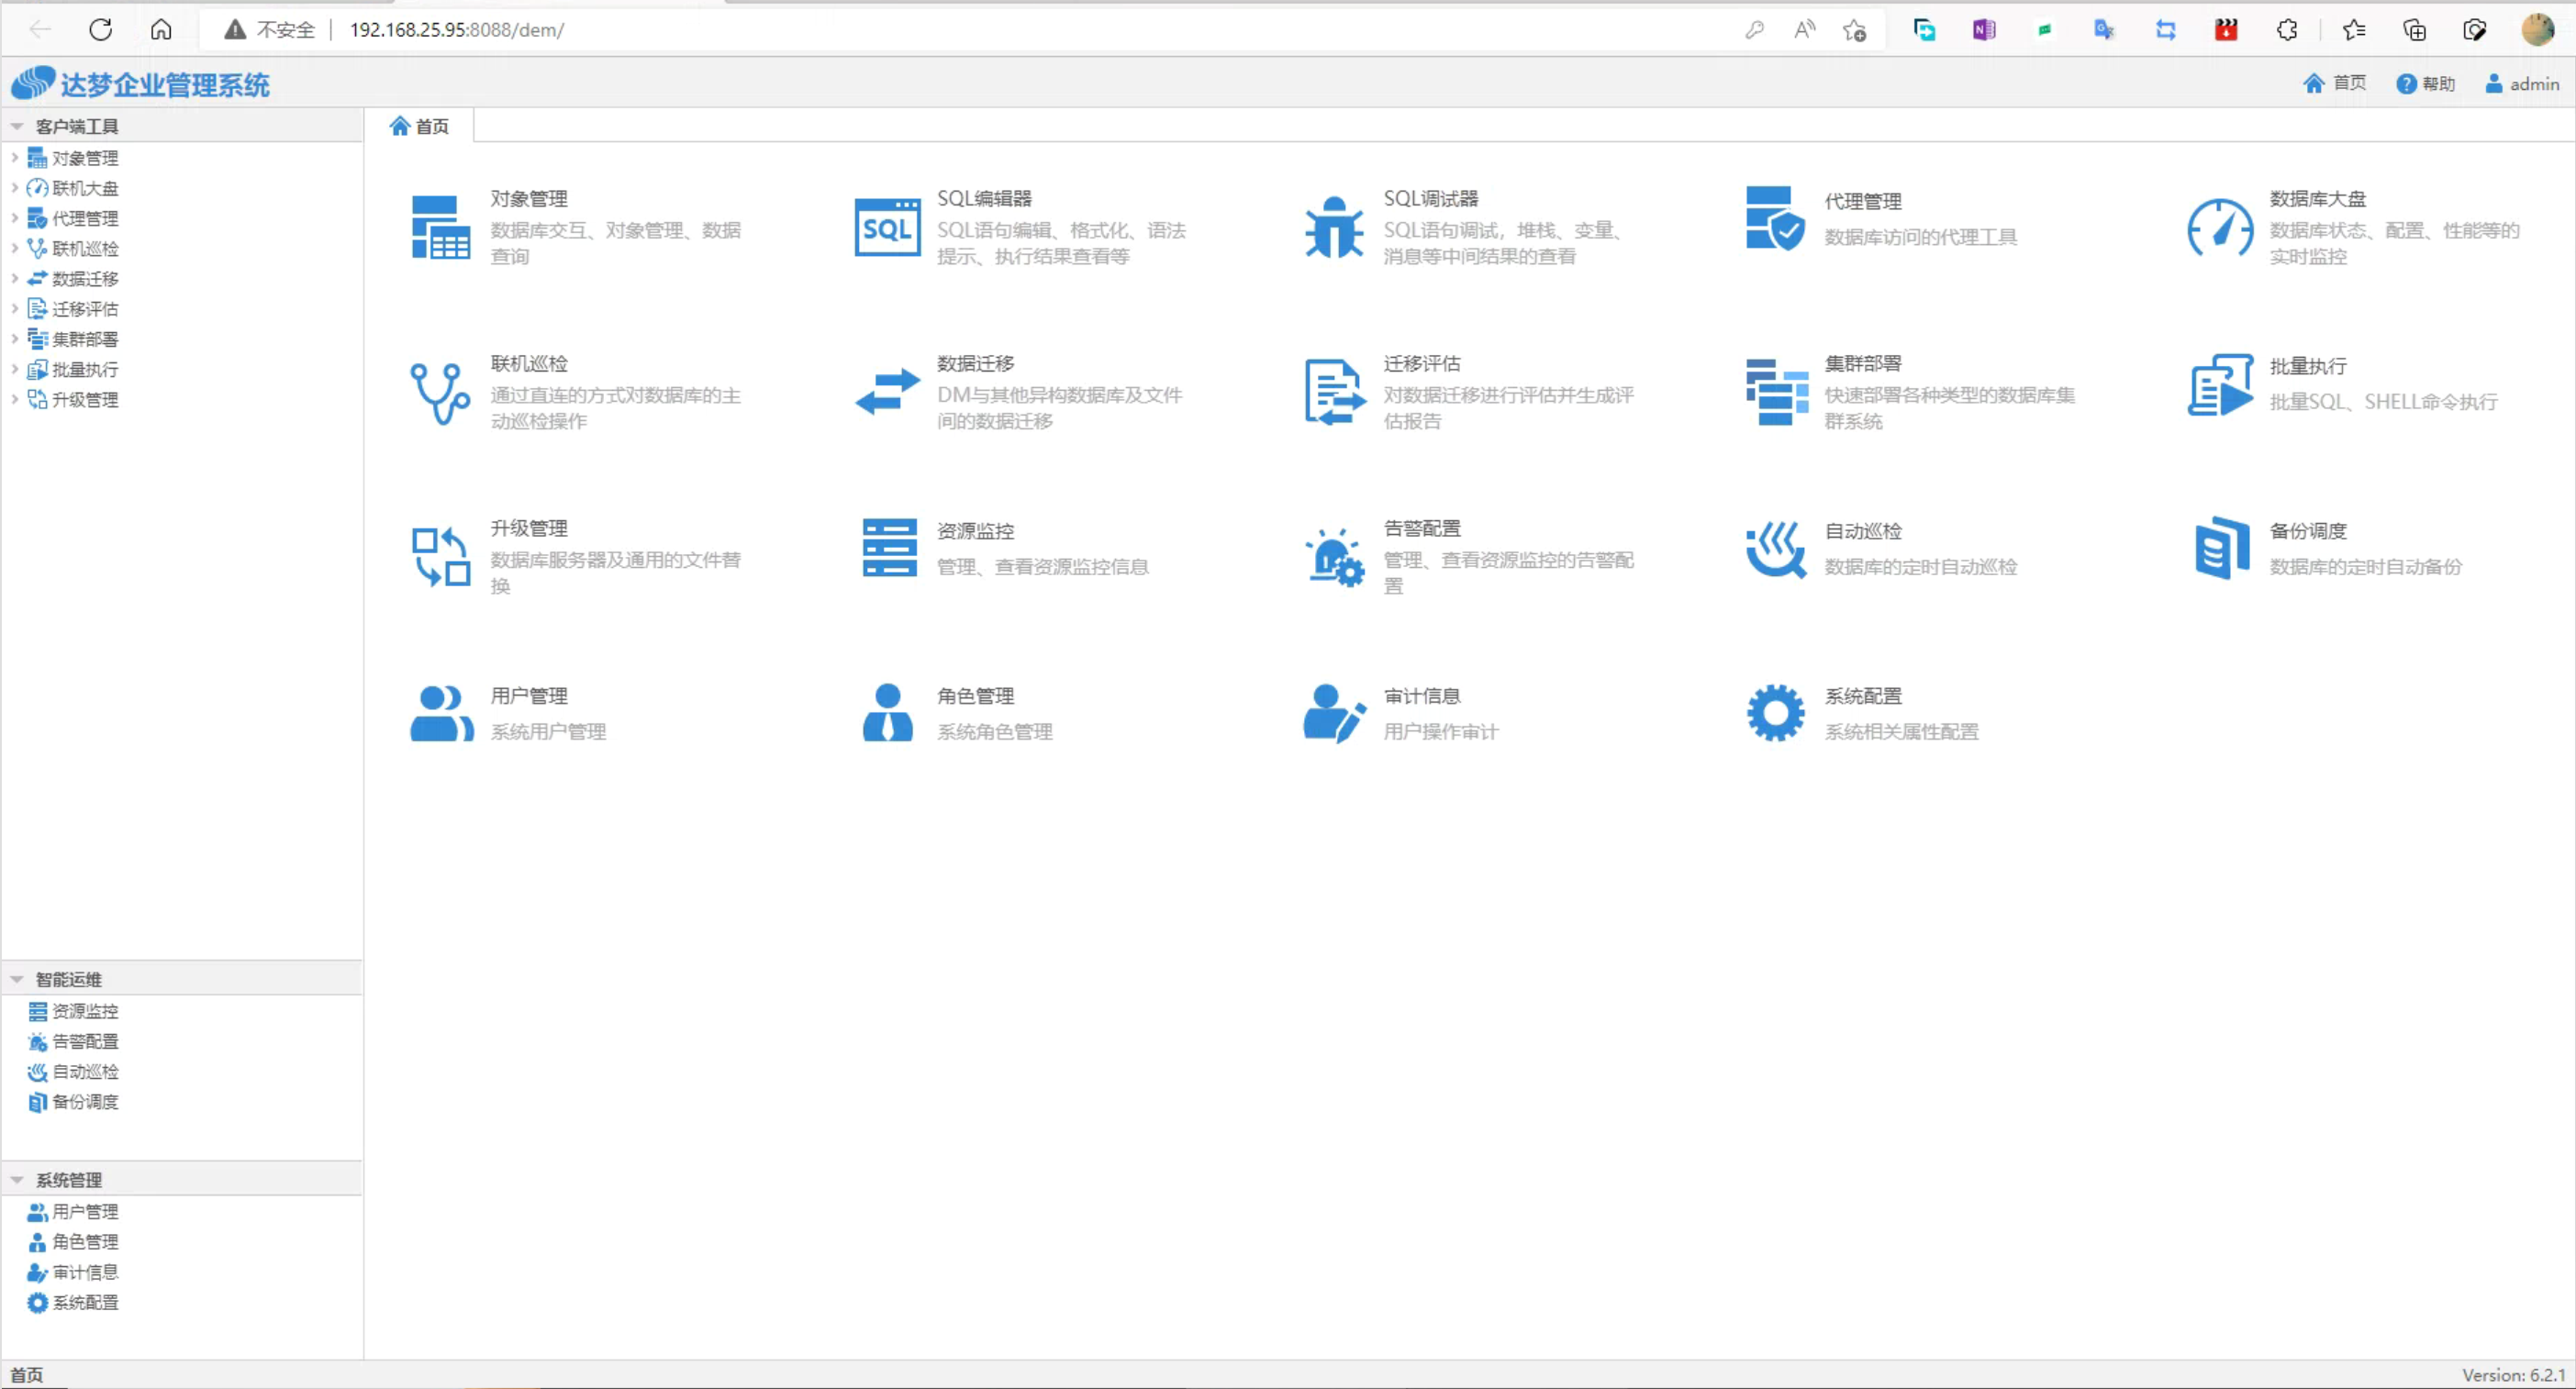 不安全 192.168.25.95:8088/dem/
达梦企业管理系统
首页 帮助 admin
客户端工具
对象管理
联机大盘
代理管理
联机巡检
数据迁移
迁移评估
集群部署
批量执行
升级管理
智能运维
资源监控
告警配置
自动巡检
备份调度
系统管理
用户管理
角色管理
审计信息
系统配置
首页
对象管理
数据库交互、对象管理、数据
查询
SQL
SQL编辑器
SQL语句编辑、格式化、语法
提示、执行结果查看等
SQL调试器
SQL语句调试，堆栈、变量、
消息等中间结果的查看
代理管理
数据库访问的代理工具
数据库大盘
数据库状态、配置、性能等的
实时监控
联机巡检
通过直连的方式对数据库的主
动巡检操作
数据迁移
DM与其他异构数据库及文件
间的数据迁移
迁移评估
对数据迁移进行评估并生成评
估报告
集群部署
快速部署各种类型的数据库集
群系统
批量执行
批量SQL、SHELL命令执行
升级管理
数据库服务器及通用的文件替
换
资源监控
管理、查看资源监控信息
告警配置
管理、查看资源监控的告警配
置
自动巡检
数据库的定时自动巡检
备份调度
数据库的定时自动备份
用户管理
系统用户管理
角色管理
系统角色管理
审计信息
用户操作审计
系统配置
系统相关属性配置
首页
Version: 6.2.1